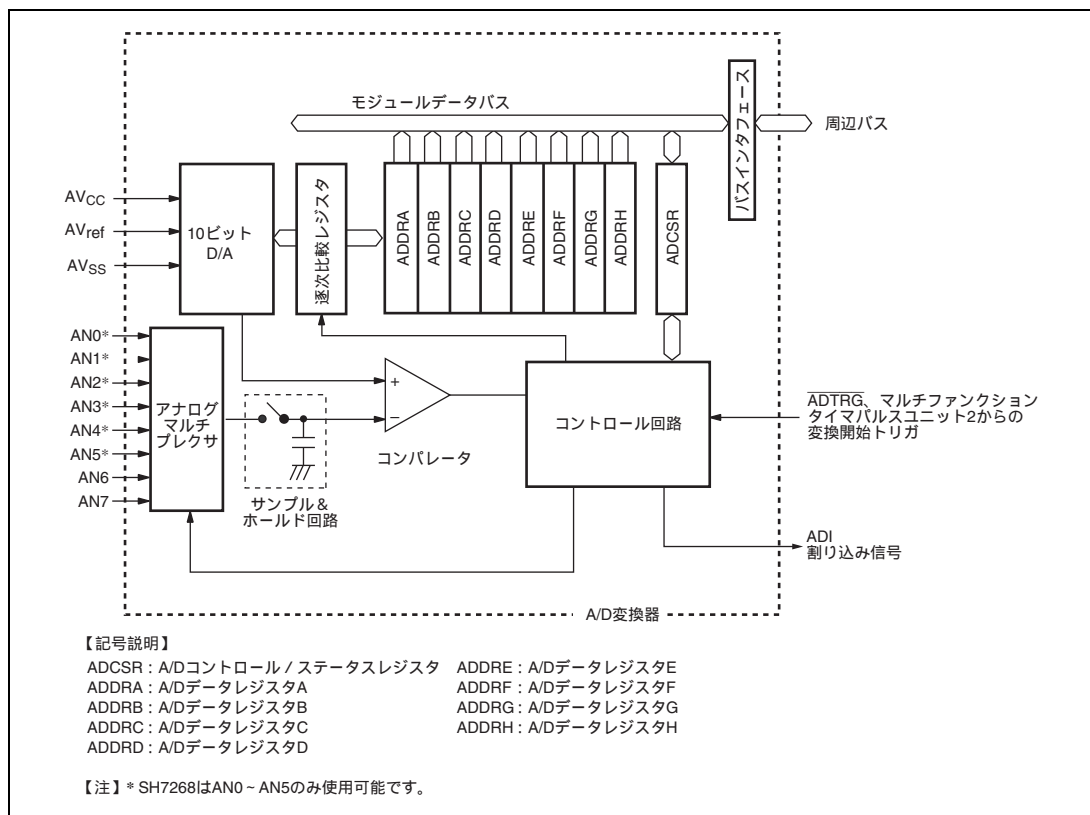 モジュールデータバス
バスインタフェース
周辺バス
AVCC
AVref
AVSS
10ビット
D/A
逐次比較レジスタ
ADDRA
ADDRB
ADDRC
ADDRD
ADDRE
ADDRF
ADDRG
ADDRH
ADCSR
AN0*
AN1*
AN2*
AN3*
AN4*
AN5*
AN6
AN7
アナログ
マルチ
プレクサ
サンプル&
ホールド回路
+
−
コンパレータ
コントロール回路
ADTRG、マルチファンクション
タイマパルスユニット2からの
変換開始トリガ
ADI
割り込み信号
A/D変換器
【記号説明】
ADCSR : A/Dコントロール / ステータスレジスタ
ADDRA : A/DデータレジスタA
ADDRB : A/DデータレジスタB
ADDRC : A/DデータレジスタC
ADDRD : A/DデータレジスタD
ADDRE : A/DデータレジスタE
ADDRF : A/DデータレジスタF
ADDRG : A/DデータレジスタG
ADDRH : A/DデータレジスタH
【注】* SH7268はAN0 ~ AN5のみ使用可能です。